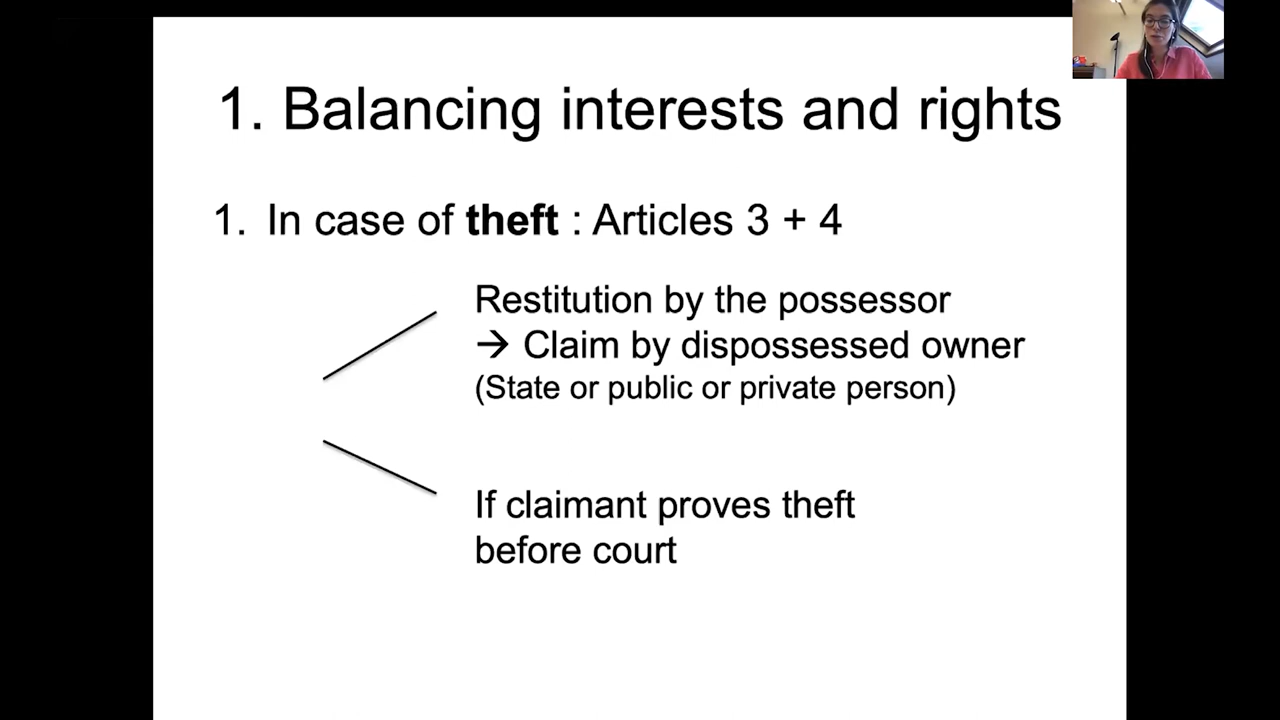 1. Balancing interests and rights
1. In case of theft : Articles 3 + 4
Restitution by the possessor
→ Claim by dispossessed owner
(State or public or private person)
If claimant proves theft
before court